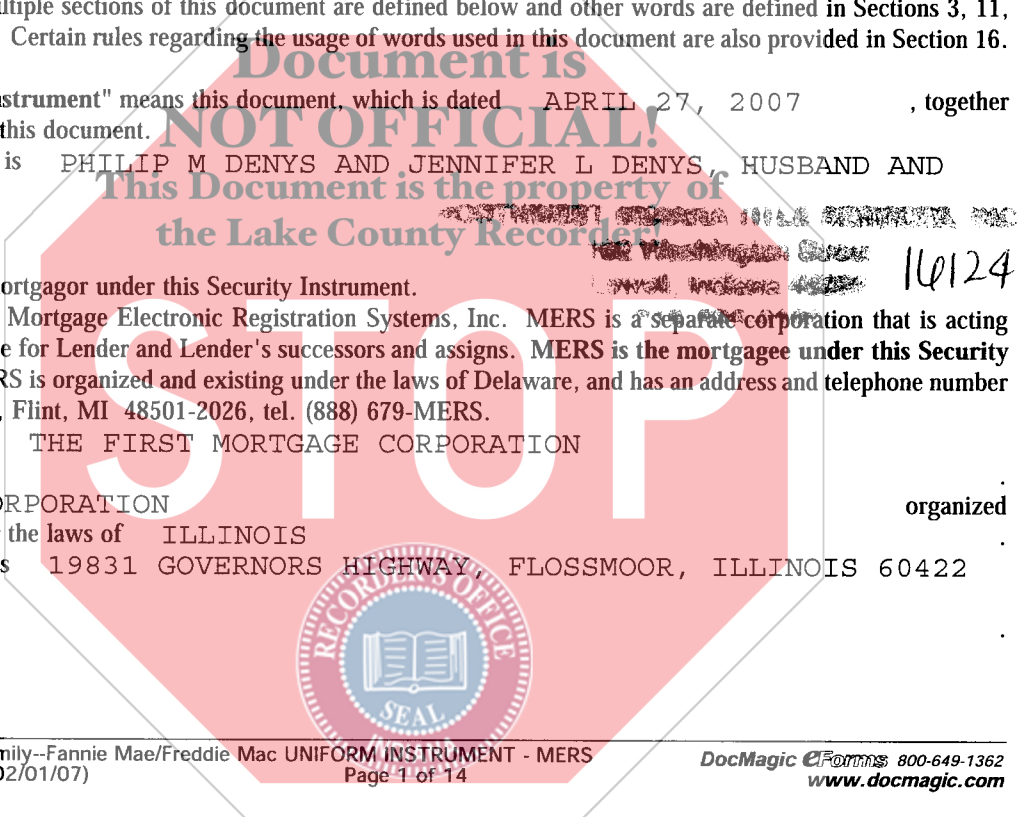 ltiple sections of this document are defined below and other words are defined in Sections 3, 11,
Certain rules regarding the usage of words used in this document are also provided in Section 16.
Document is
strument" means this document, which is dated APRIL 27, 2007 , together
NOT OFFICIAL!
this document.
is PHILIP M DENYS AND JENNIFER L DENYS, HUSBAND AND
This Document is the property of
the Lake County Recorder!
16124
ortgagor under this Security Instrument.
Mortgage Electronic Registration Systems, Inc. MERS is a separate corporation that is acting
e for Lender and Lender's successors and assigns. MERS is the mortgagee under this Security
RS is organized and existing under the laws of Delaware, and has an address and telephone number
, Flint, MI 48501-2026, tel. (888) 679-MERS.
THE FIRST MORTGAGE CORPORATION
.
STOP
ORPORATION organized
the laws of ILLINOIS .
s 19831 GOVERNORS HIGHWAY, FLOSSMOOR, ILLINOIS 60422
.
RECORDER'S OFFICE
SEAL
mily--Fannie Mae/Freddie Mac UNIFORM INSTRUMENT - MERS DocMagic eForms 800-649-1362
02/01/07) Page 1 of 14 www.docmagic.com